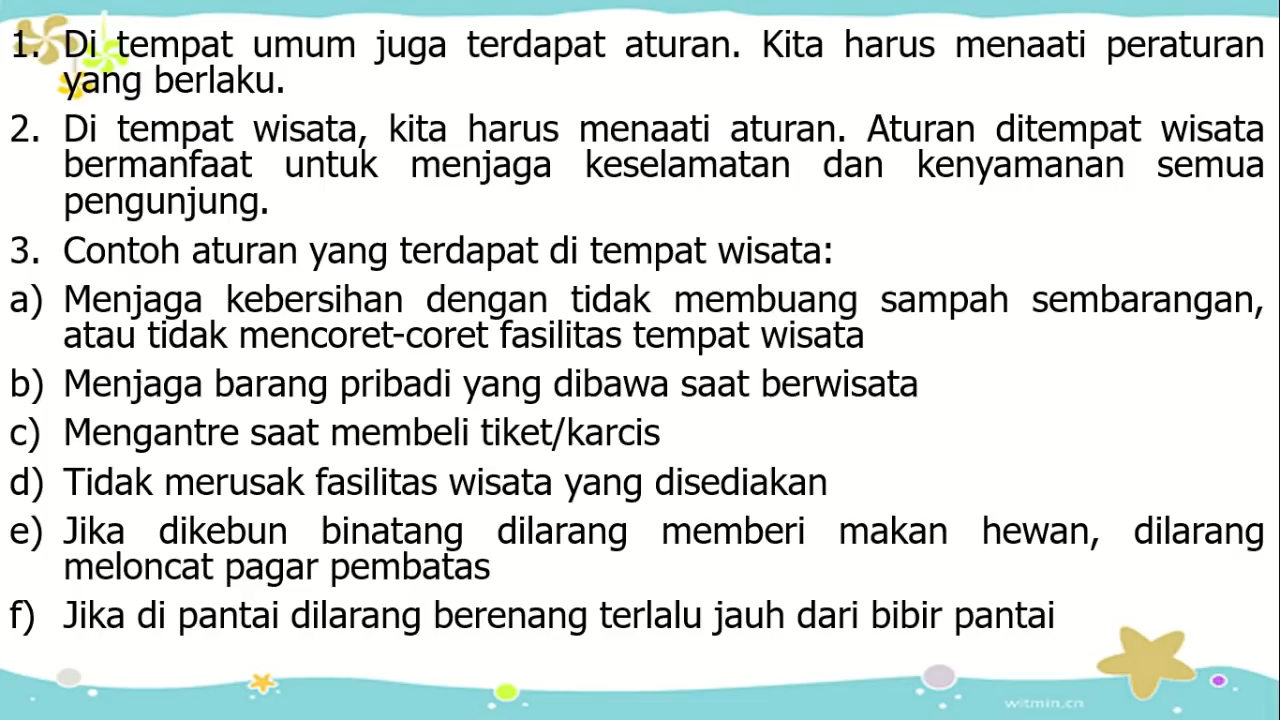 1. Di tempat umum juga terdapat aturan. Kita harus menaati peraturan
yang berlaku.
2. Di tempat wisata, kita harus menaati aturan. Aturan ditempat wisata
bermanfaat untuk menjaga keselamatan dan kenyamanan semua
pengunjung.
3. Contoh aturan yang terdapat di tempat wisata:
a) Menjaga kebersihan dengan tidak membuang sampah sembarangan,
atau tidak mencoret-coret fasilitas tempat wisata
b) Menjaga barang pribadi yang dibawa saat berwisata
c) Mengantre saat membeli tiket/karcis
d) Tidak merusak fasilitas wisata yang disediakan
e) Jika dikebun binatang dilarang memberi makan hewan, dilarang
meloncat pagar pembatas
f) Jika di pantai dilarang berenang terlalu jauh dari bibir pantai
witmin.cn